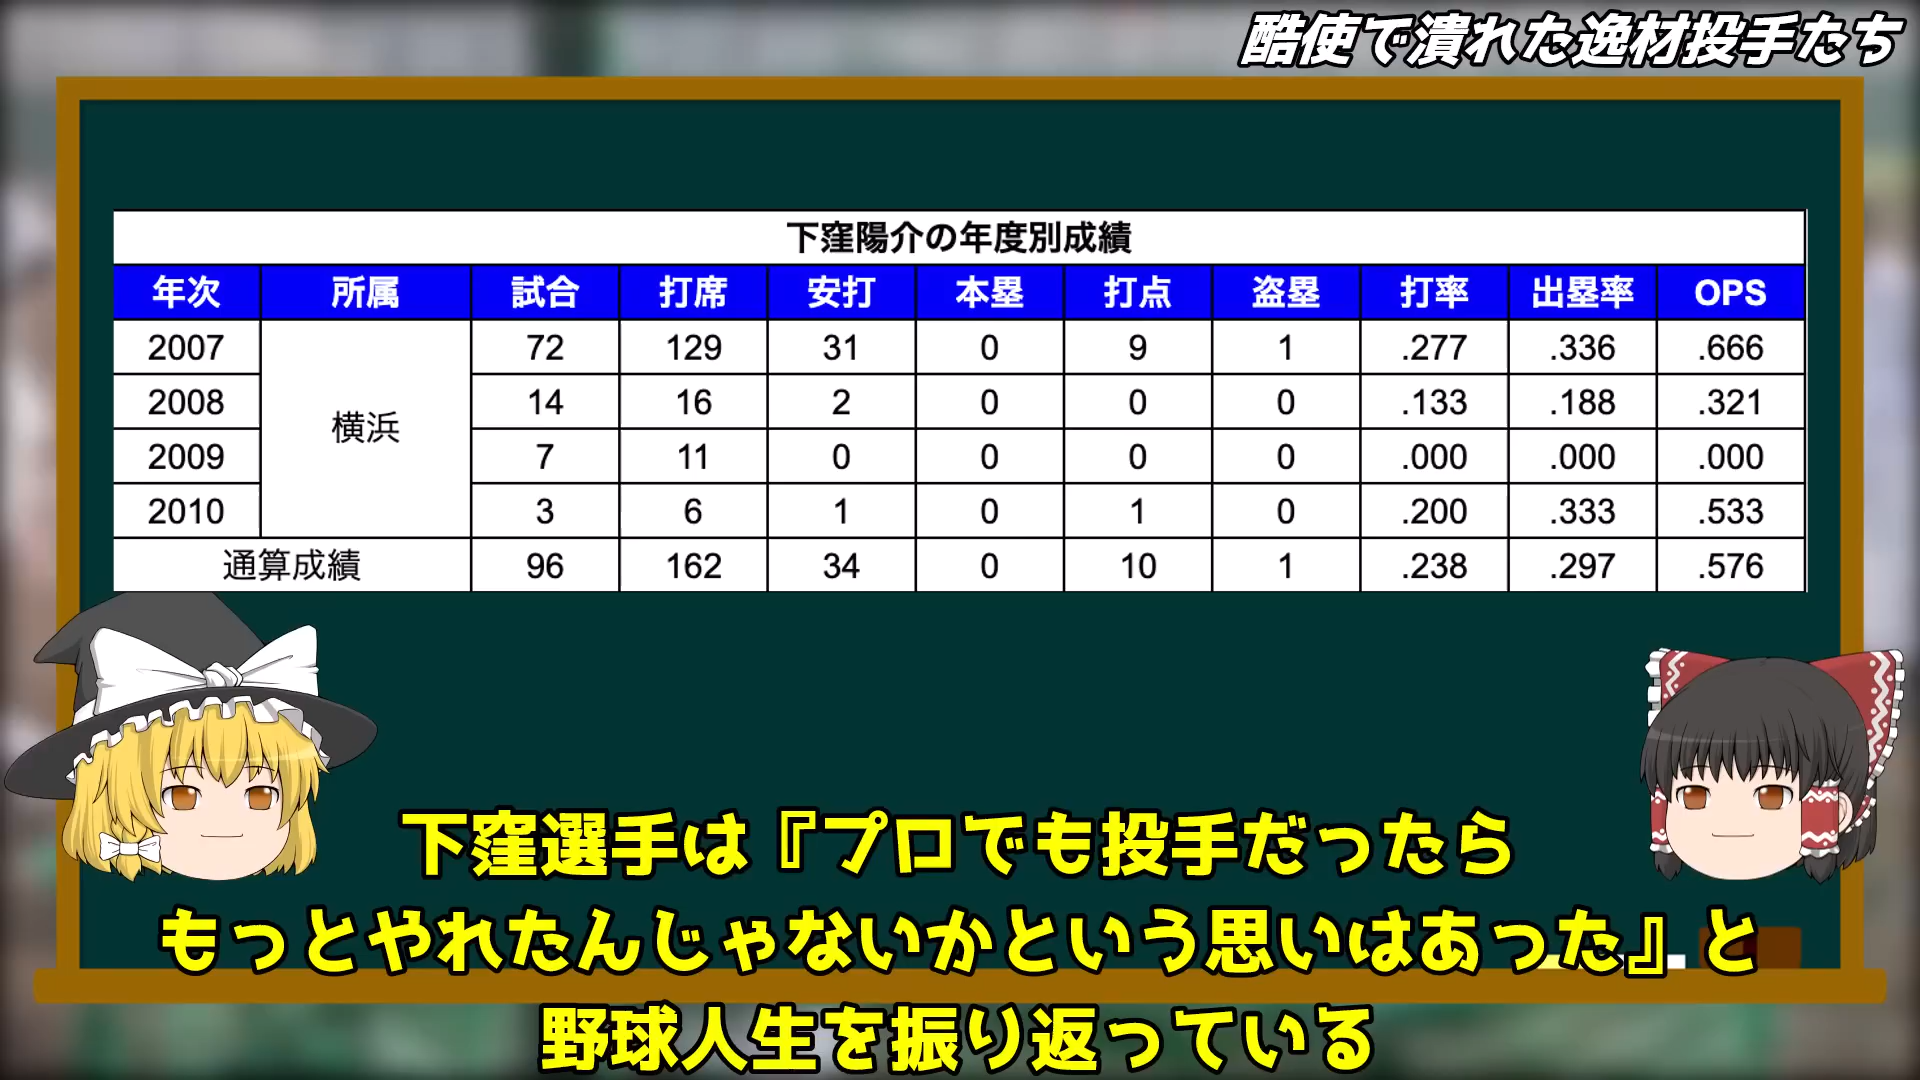 酷使で潰れた逸材投手たち
下窪陽介の年度別成績
年次 所属 試合 打席 安打 本塁 打点 盗塁 打率 出塁率 OPS
2007 横浜 72 129 31 0 9 1 .277 .336 .666
2008 14 16 2 0 0 0 .133 .188 .321
2009 7 11 0 0 0 0 .000 .000 .000
2010 3 6 1 0 1 0 .200 .333 .533
通算成績 96 162 34 0 10 1 .238 .297 .576
下窪選手は『プロでも投手だったら
もっとやれたんじゃないかという思いはあった』と
野球人生を振り返っている